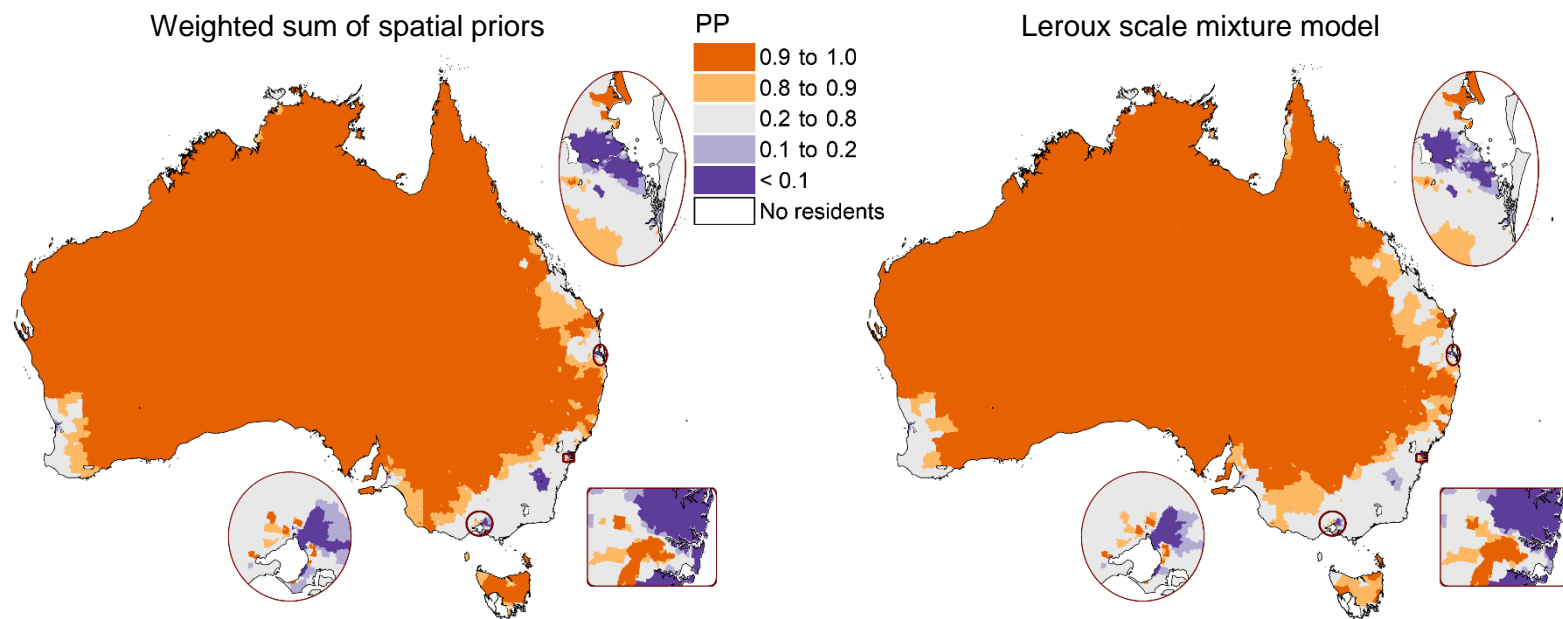 Weighted sum of spatial priors
PP
0.9 to 1.0
0.8 to 0.9
0.2 to 0.8
0.1 to 0.2
< 0.1
No residents
Leroux scale mixture model